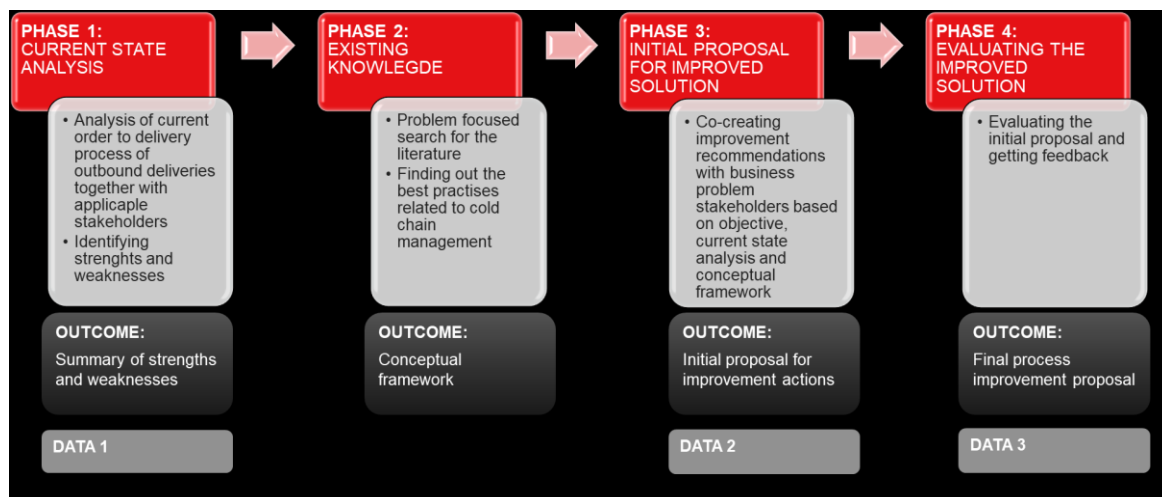 PHASE 1:
CURRENT STATE
ANALYSIS
• Analysis of current
order to delivery
process of
outbound deliveries
together with
applicaple
stakeholders
• Identifying
strenghts and
weaknesses
OUTCOME:
Summary of strengths
and weaknesses
DATA 1
PHASE 2:
EXISTING
KNOWLEGDE
• Problem focused
search for the
literature
• Finding out the
best practises
related to cold
chain
management
OUTCOME:
Conceptual
framework
PHASE 3:
INITIAL PROPOSAL
FOR IMPROVED
SOLUTION
• Co-creating
improvement
recommendations
with business
problem
stakeholders based
on objective,
current state
analysis and
conceptual
framework
OUTCOME:
Initial proposal for
improvement actions
DATA 2
PHASE 4:
EVALUATING THE
IMPROVED
SOLUTION
• Evaluating the
initial proposal and
getting feedback
OUTCOME:
Final process
improvement proposal
DATA 3